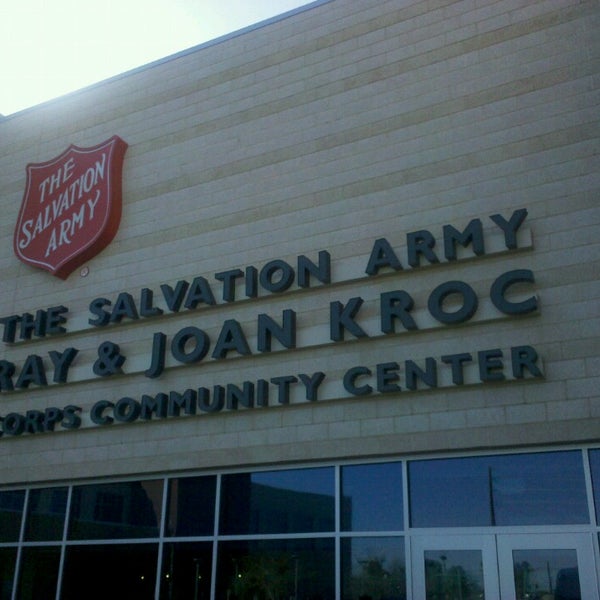 THE
SALVATION
ARMY
THE SALVATION ARMY
RAY & JOAN KROC
CORPS COMMUNITY CENTER